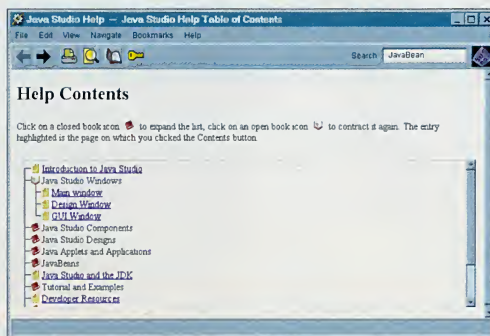 Java Studio Help — Java Studio Help Table of Contents
File Edit View Navigate Bookmarks Help
Search JavaBean
Help Contents
Click on a closed book icon to expand the list, click on an open book icon to contract it again. The entry
highlighted is the page on which you clicked the Contents button
Introduction to Java Studio
Java Studio Windows
Main window
Design Window
GUI Window
Java Studio Components
Java Studio Designs
Java Applets and Applications
JavaBeans
Java Studio and the JDK
Tutorial and Examples
Developer Resources